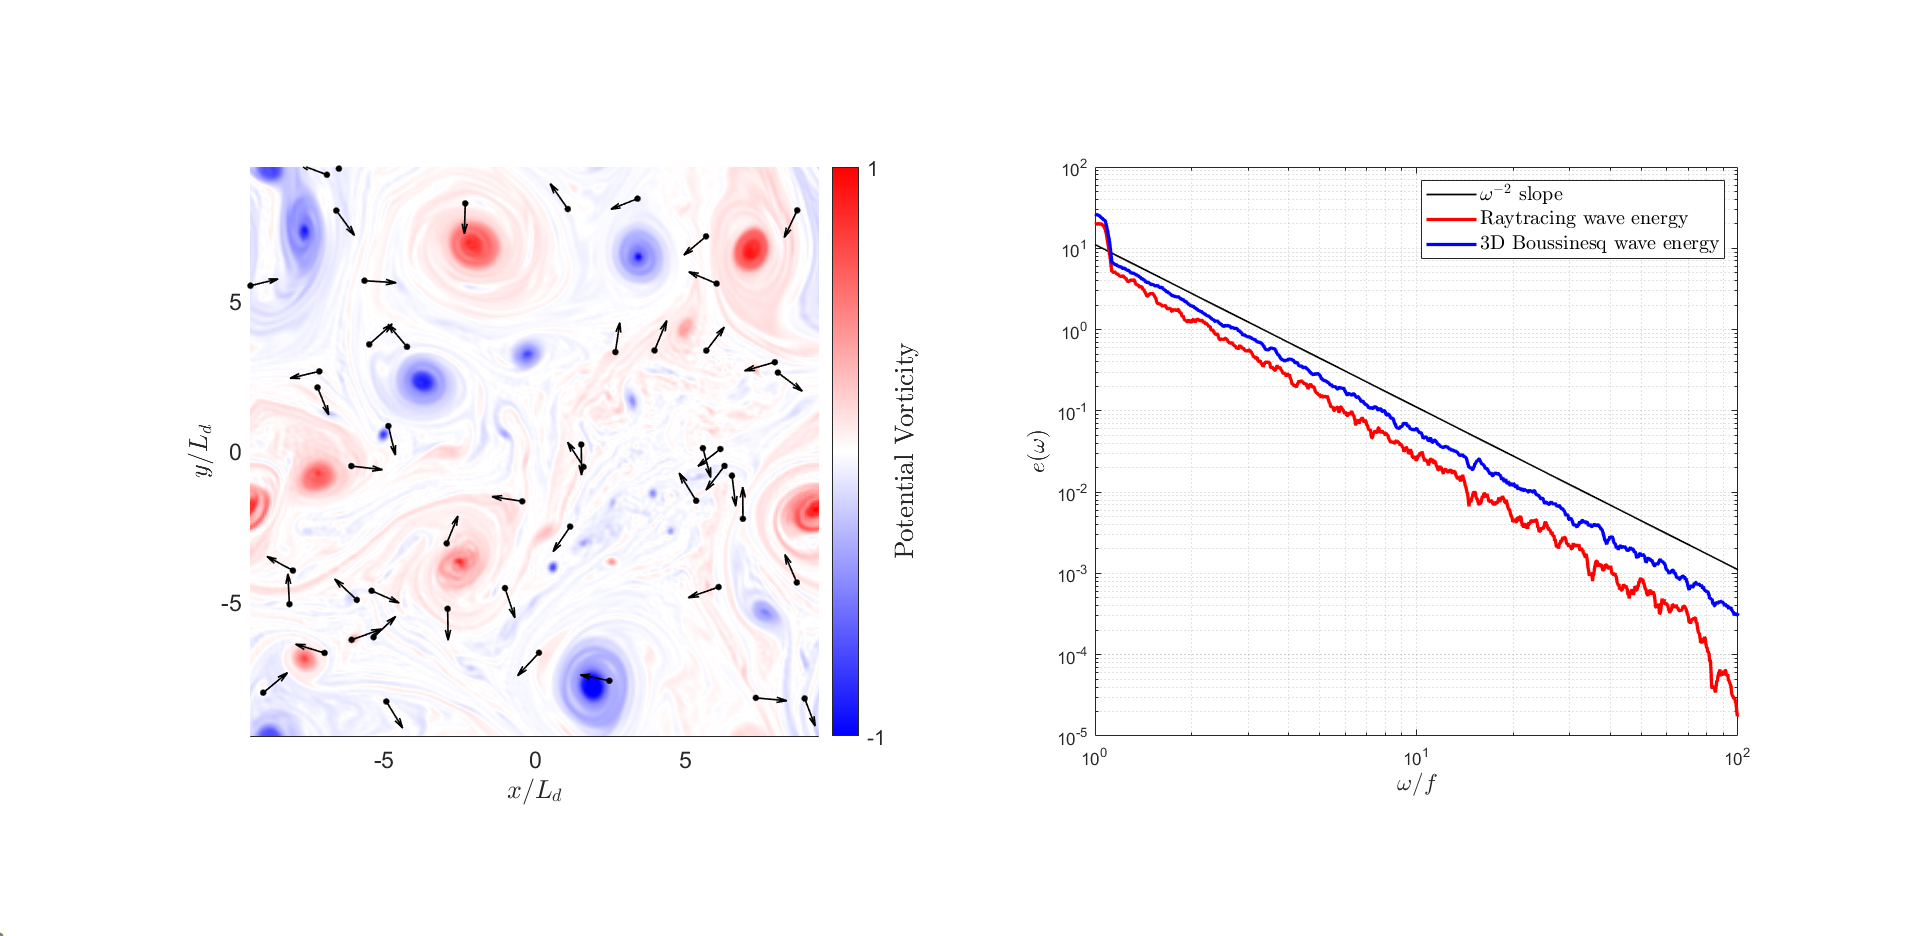 5
0
-5
y/L_d
-5
0
5
x/L_d
1
-1
Potential Vorticity
10^2
10^1
10^0
10^-1
10^-2
10^-3
10^-4
10^-5
e(ω)
10^0
10^1
10^2
ω/f
ω^-2 slope
Raytracing wave energy
3D Boussinesq wave energy